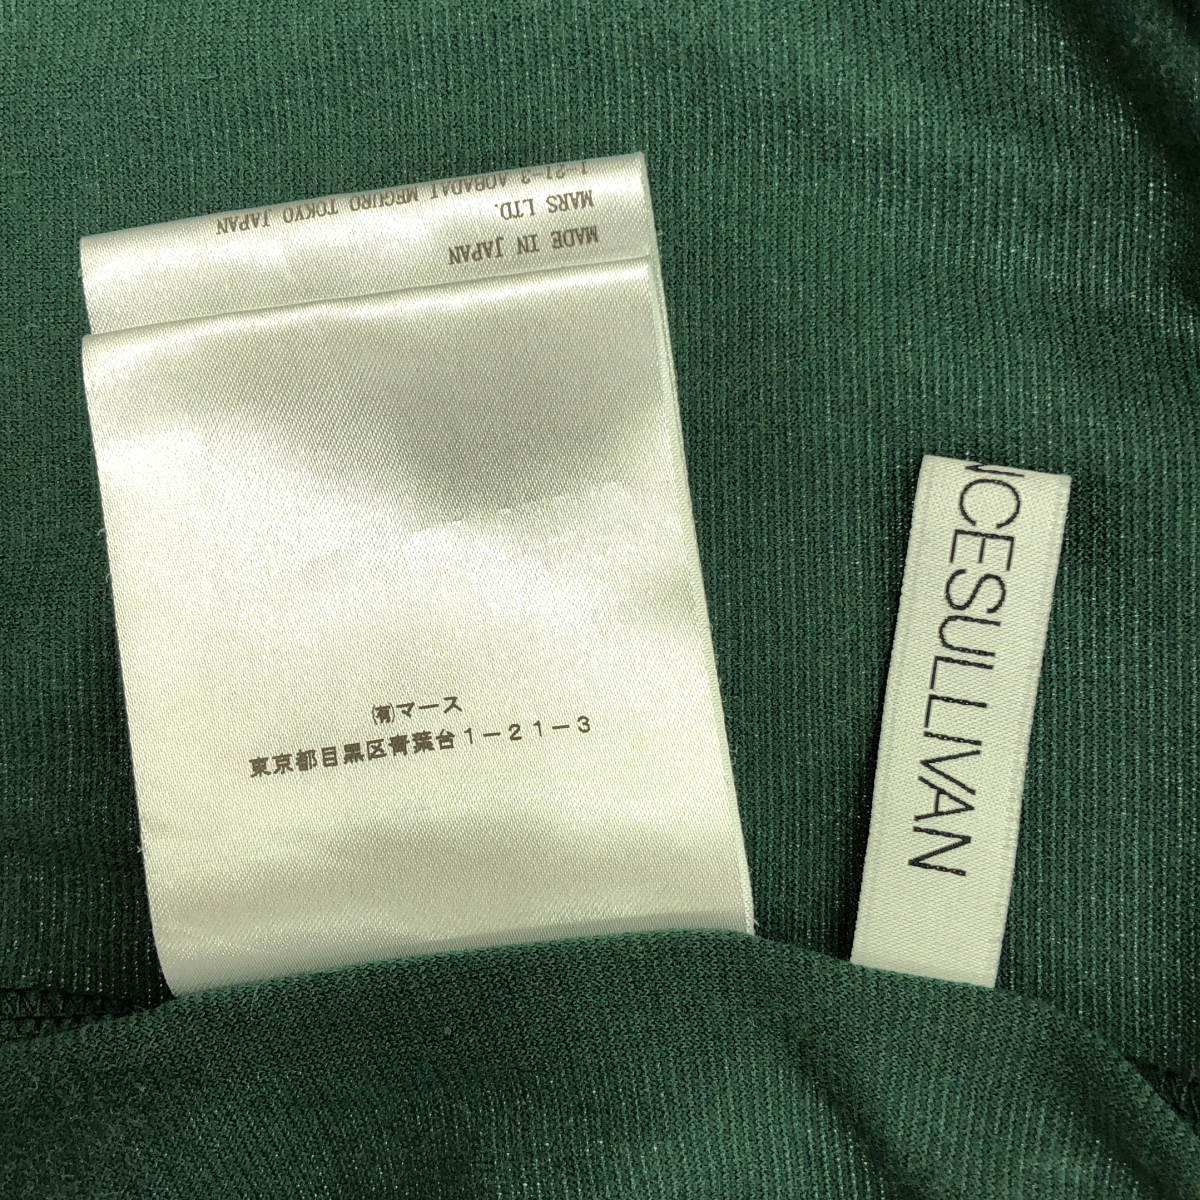 1-21-3 AOBADAI MEGURO TOKYO JAPAN
MARS LTD.
MADE IN JAPAN
㈲マース
東京都目黒区青葉台1－21－3
NCESULLIVAN